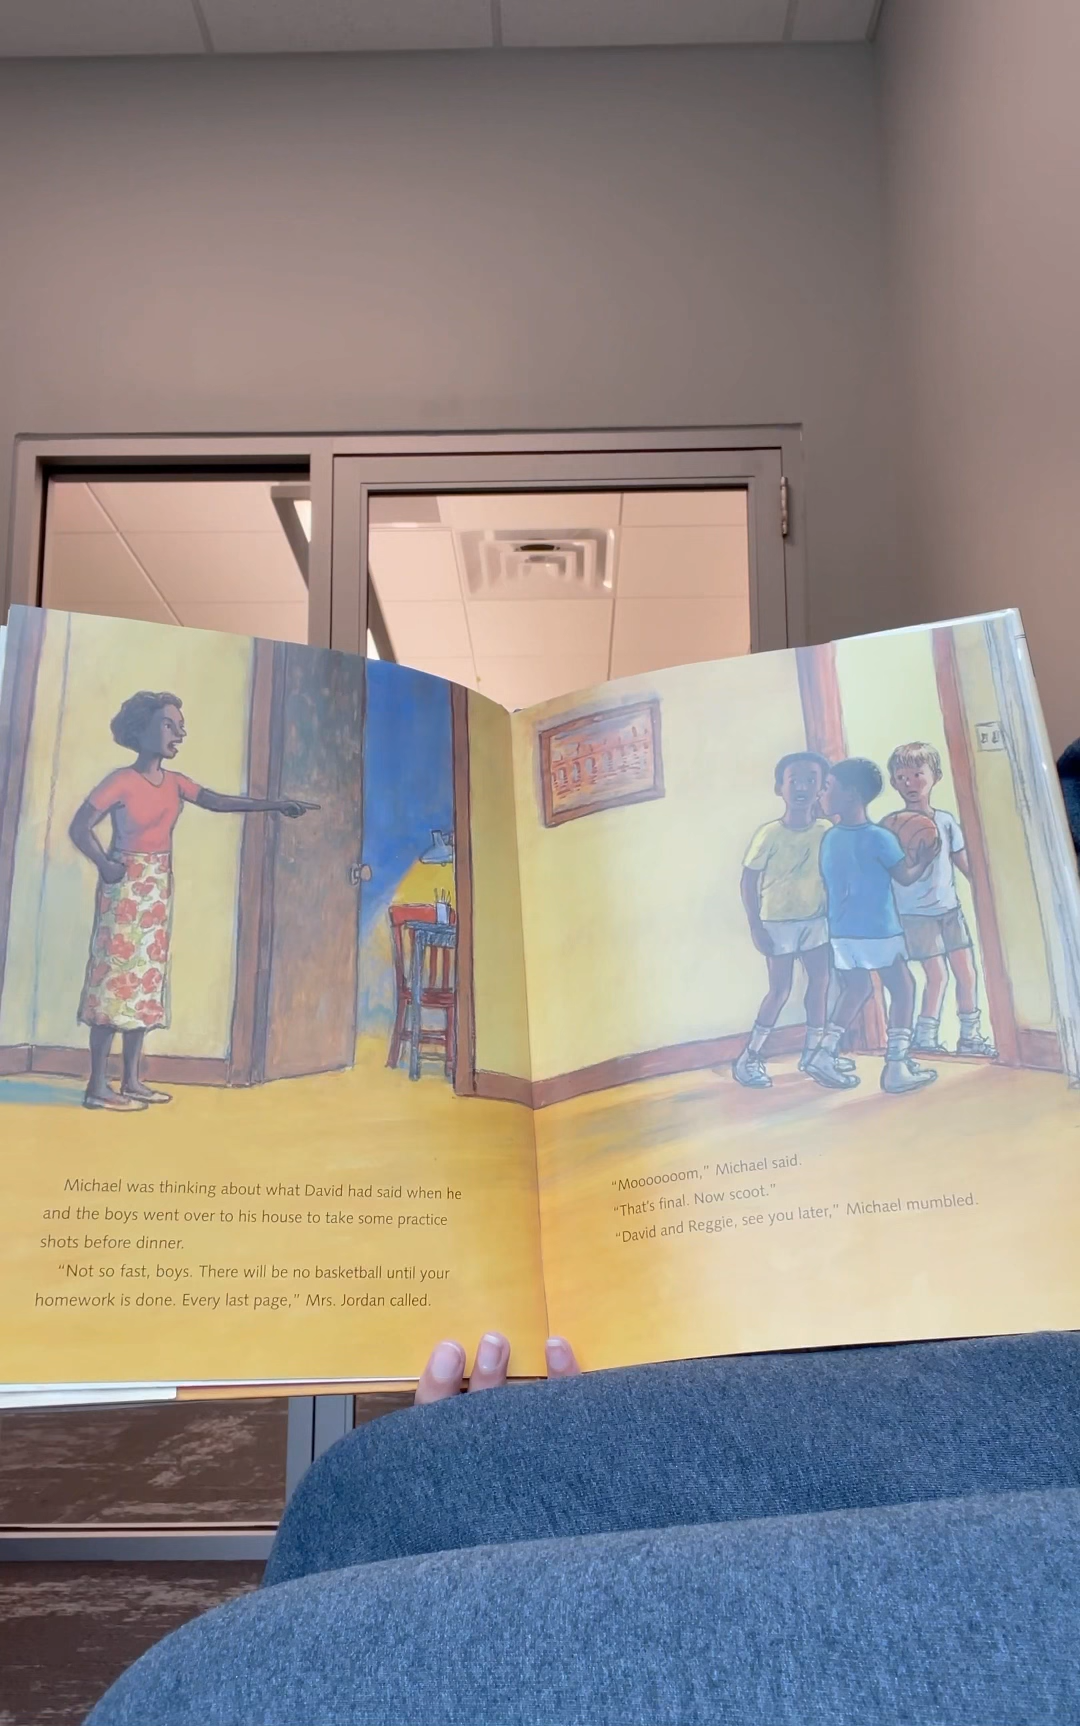 Michael was thinking about what David had said when he
and the boys went over to his house to take some practice
shots before dinner.
“Not so fast, boys. There will be no basketball until your
homework is done. Every last page,” Mrs. Jordan called.
“Mooooooom,” Michael said.
“That’s final. Now scoot.”
“David and Reggie, see you later,” Michael mumbled.